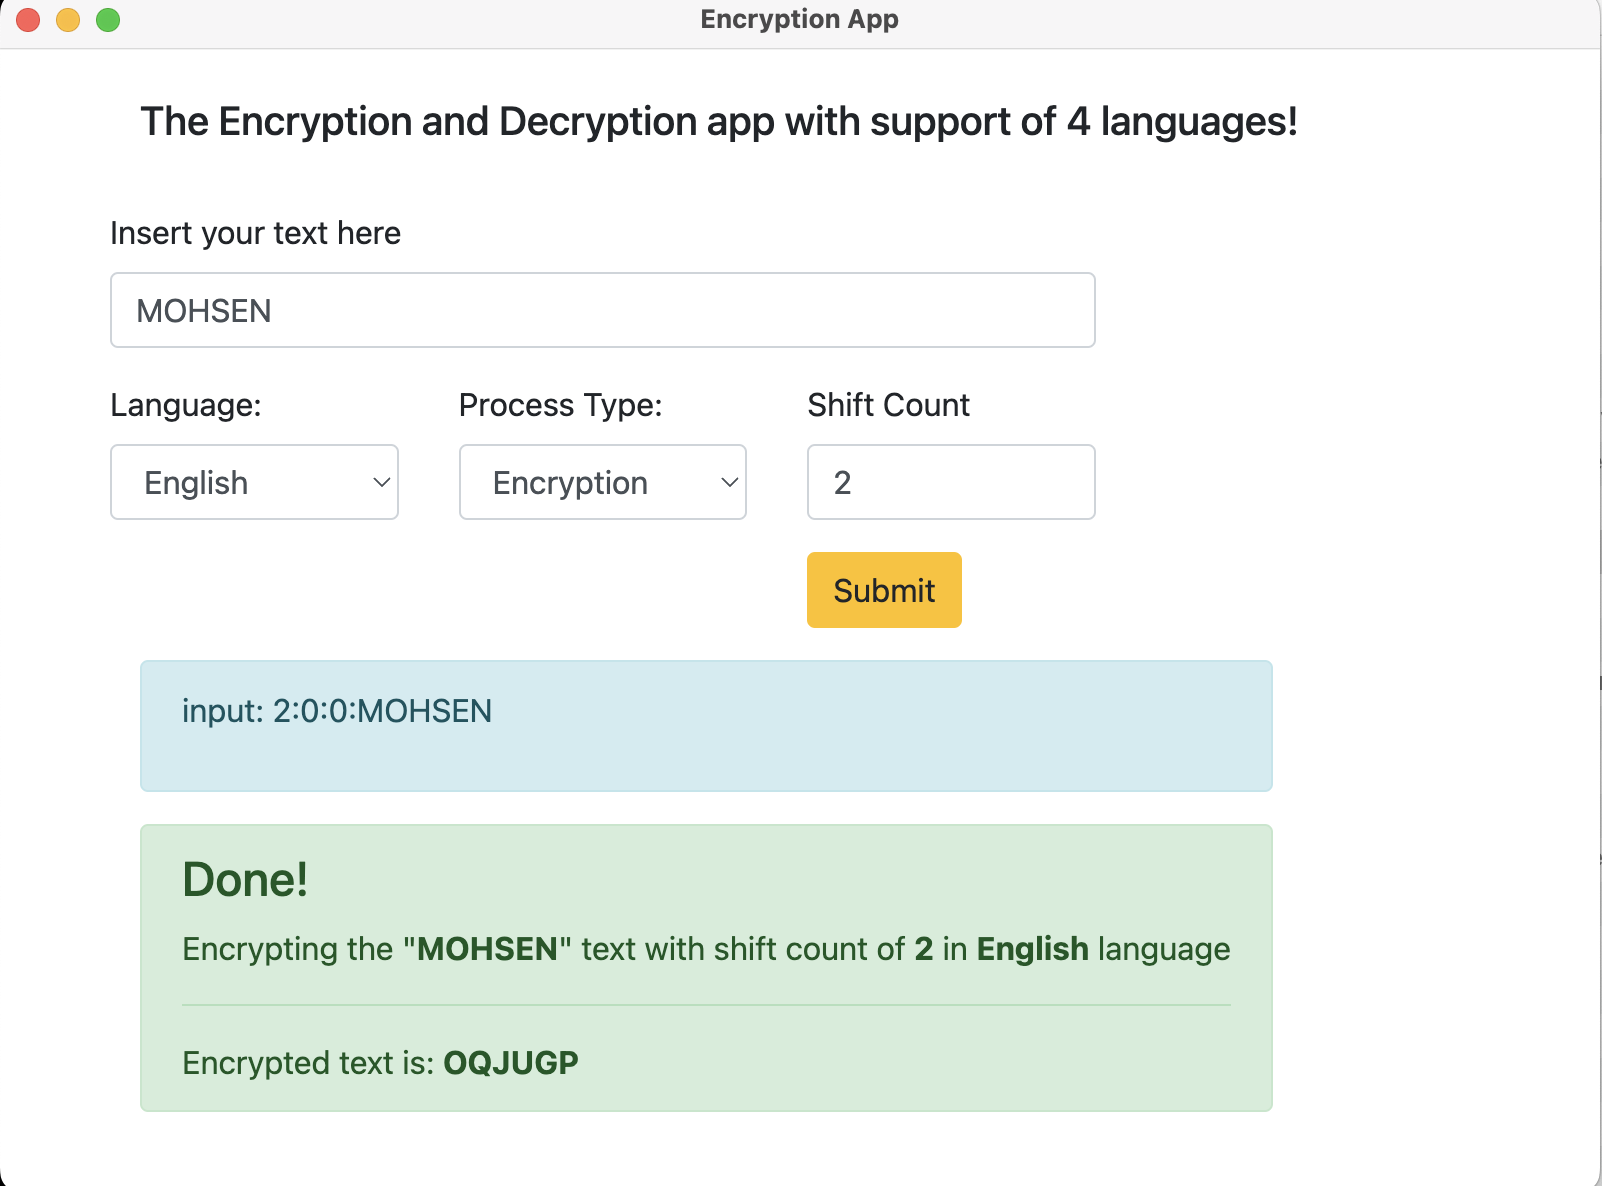 Encryption App
The Encryption and Decryption app with support of 4 languages!
Insert your text here
MOHSEN
Language: Process Type: Shift Count
English Encryption 2
Submit
input: 2:0:0:MOHSEN
Done!
Encrypting the "MOHSEN" text with shift count of 2 in English language
Encrypted text is: OQJUGP